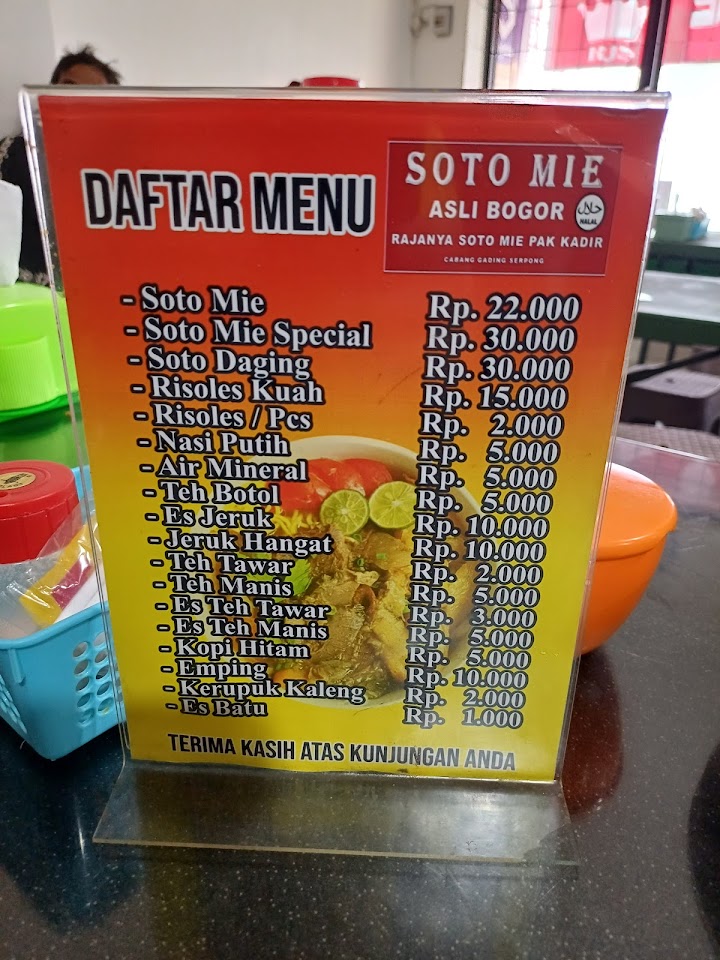 DAFTAR MENU
SOTO MIE
ASLI BOGOR
حلال
HALAL
RAJANYA SOTO MIE PAK KADIR
CABANG GADING SERPONG
- Soto Mie Rp. 22.000
- Soto Mie Special Rp. 30.000
- Soto Daging Rp. 30.000
- Risoles Kuah Rp. 15.000
- Risoles / Pcs Rp. 2.000
- Nasi Putih Rp. 5.000
- Air Mineral Rp. 5.000
- Teh Botol Rp. 5.000
- Es Jeruk Rp. 10.000
- Jeruk Hangat Rp. 10.000
- Teh Tawar Rp. 2.000
- Teh Manis Rp. 5.000
- Es Teh Tawar Rp. 3.000
- Es Teh Manis Rp. 5.000
- Kopi Hitam Rp. 5.000
- Emping Rp. 10.000
- Kerupuk Kaleng Rp. 2.000
- Es Batu Rp. 1.000
TERIMA KASIH ATAS KUNJUNGAN ANDA